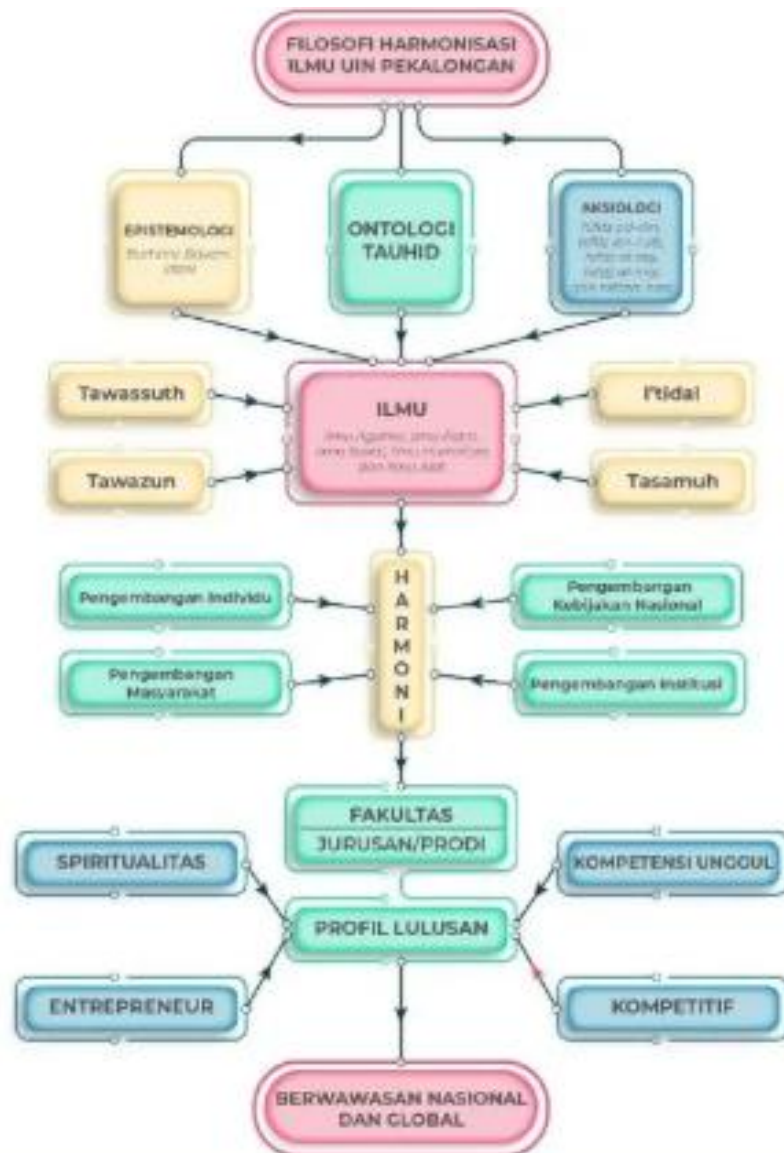 FILOSOFI HARMONISASI
ILMU UIN PEKALONGAN
EPISTEMOLOGI
ONTOLOGI
TAUHID
AKSIOLOGI
Tawassuth
I'tidal
ILMU
Tawazun
Tasamuh
HARMONI
Pengembangan Individu
Pengembangan
Kebijakan Nasional
Pengembangan
Masyarakat
Pengembangan Institusi
FAKULTAS
JURUSAN/PRODI
SPIRITUALITAS
KOMPETENSI UNGGUL
PROFIL LULUSAN
ENTREPRENEUR
KOMPETITIF
BERWAWASAN NASIONAL
DAN GLOBAL